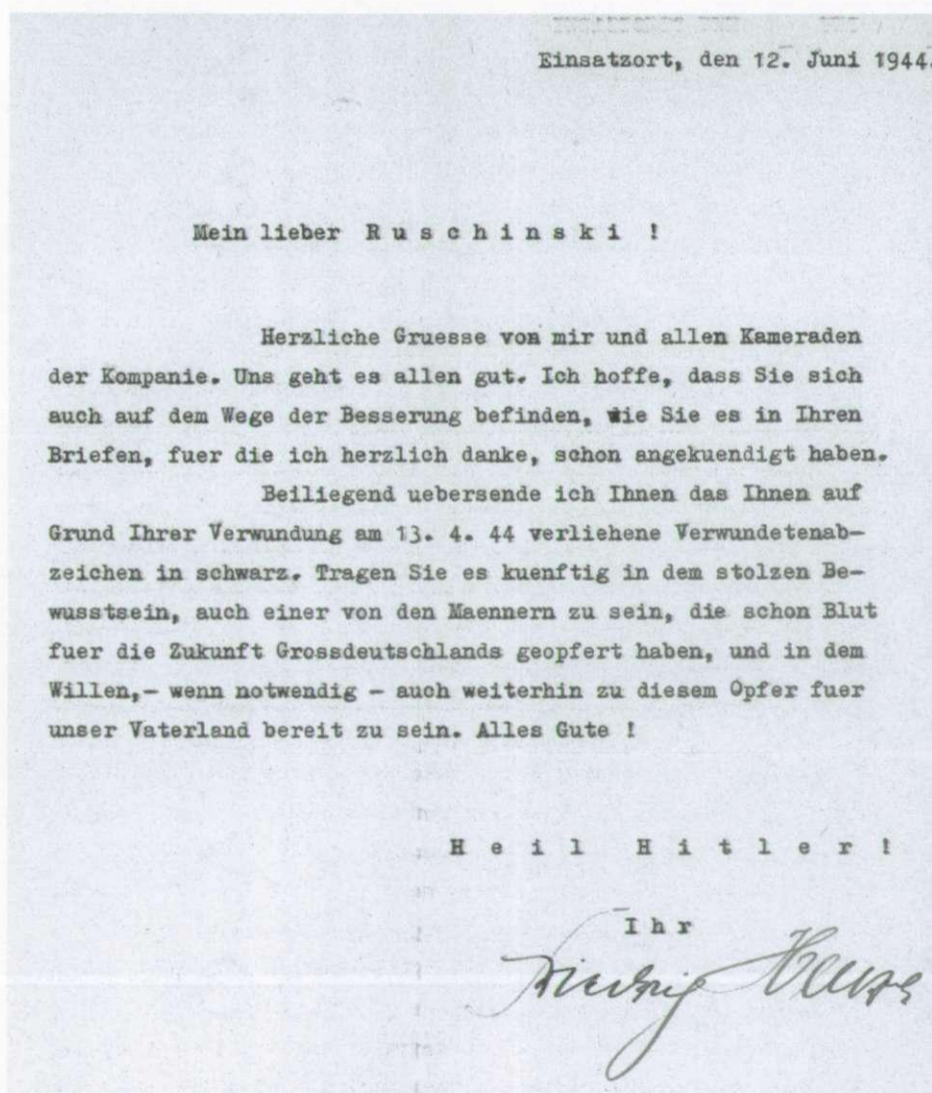 Einsatzort, den 12. Juni 1944.
Mein lieber R u s c h i n s k i !
Herzliche Gruesse von mir und allen Kameraden
der Kompanie. Uns geht es allen gut. Ich hoffe, dass Sie sich
auch auf dem Wege der Besserung befinden, wie Sie es in Ihren
Briefen, fuer die ich herzlich danke, schon angekuendigt haben.
Beiliegend uebersende ich Ihnen das Ihnen auf
Grund Ihrer Verwundung am 13. 4. 44 verliehene Verwundetenab-
zeichen in schwarz. Tragen Sie es kuenftig in dem stolzen Be-
wusstsein, auch einer von den Maennern zu sein, die schon Blut
fuer die Zukunft Grossdeutschlands geopfert haben, und in dem
Willen,- wenn notwendig - auch weiterhin zu diesem Opfer fuer
unser Vaterland bereit zu sein. Alles Gute !
H e i l H i t l e r !
I h r